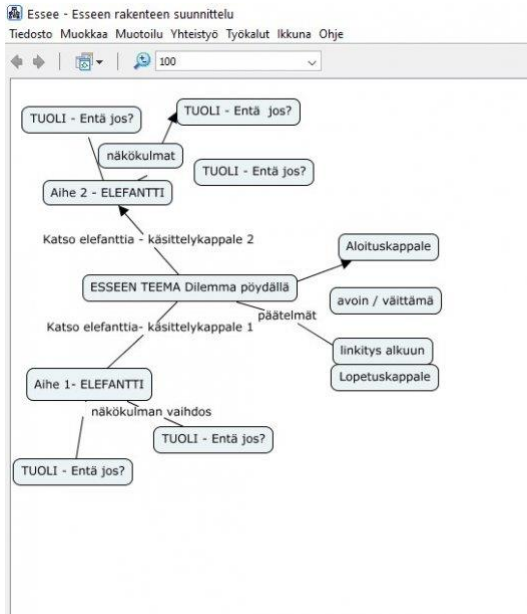 Essee - Esseen rakenteen suunnittelu
Tiedosto Muokkaa Muotoilu Yhteistyö Työkalut Ikkuna Ohje
100
TUOLI - Entä jos?
TUOLI - Entä  jos?
näkökulmat
TUOLI - Entä jos?
Aihe 2 - ELEFANTTI
Katso elefanttia - käsittelykappale 2
Aloituskappale
ESSEEN TEEMA Dilemma pöydällä
avoin / väittämä
päätelmät
Katso elefanttia- käsittelykappale 1
linkitys alkuun
Lopetuskappale
Aihe 1- ELEFANTTI
näkökulman vaihdos
TUOLI - Entä jos?
TUOLI - Entä jos?